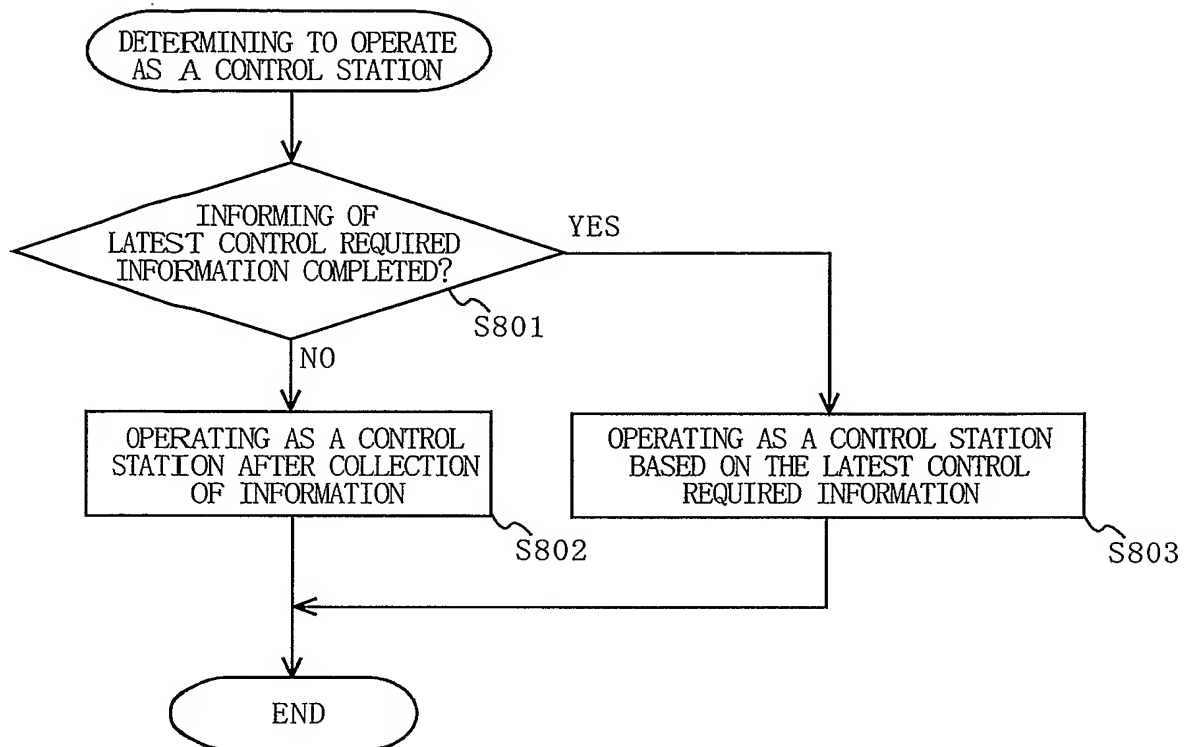 DETERMINING TO OPERATE
AS A CONTROL STATION
INFORMING OF
LATEST CONTROL REQUIRED
INFORMATION COMPLETED?
YES
S801
NO
OPERATING AS A CONTROL
STATION AFTER COLLECTION
OF INFORMATION
S802
OPERATING AS A CONTROL STATION
BASED ON THE LATEST CONTROL
REQUIRED INFORMATION
S803
END